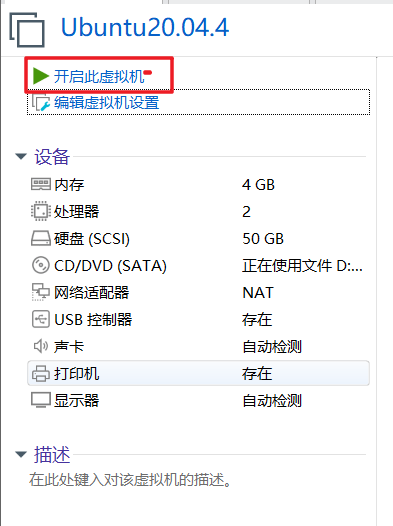 Ubuntu20.04.4
开启此虚拟机
编辑虚拟机设置
设备
内存 4 GB
处理器 2
硬盘 (SCSI) 50 GB
CD/DVD (SATA) 正在使用文件 D:...
网络适配器 NAT
USB 控制器 存在
声卡 自动检测
打印机 存在
显示器 自动检测
描述
在此处键入对该虚拟机的描述。